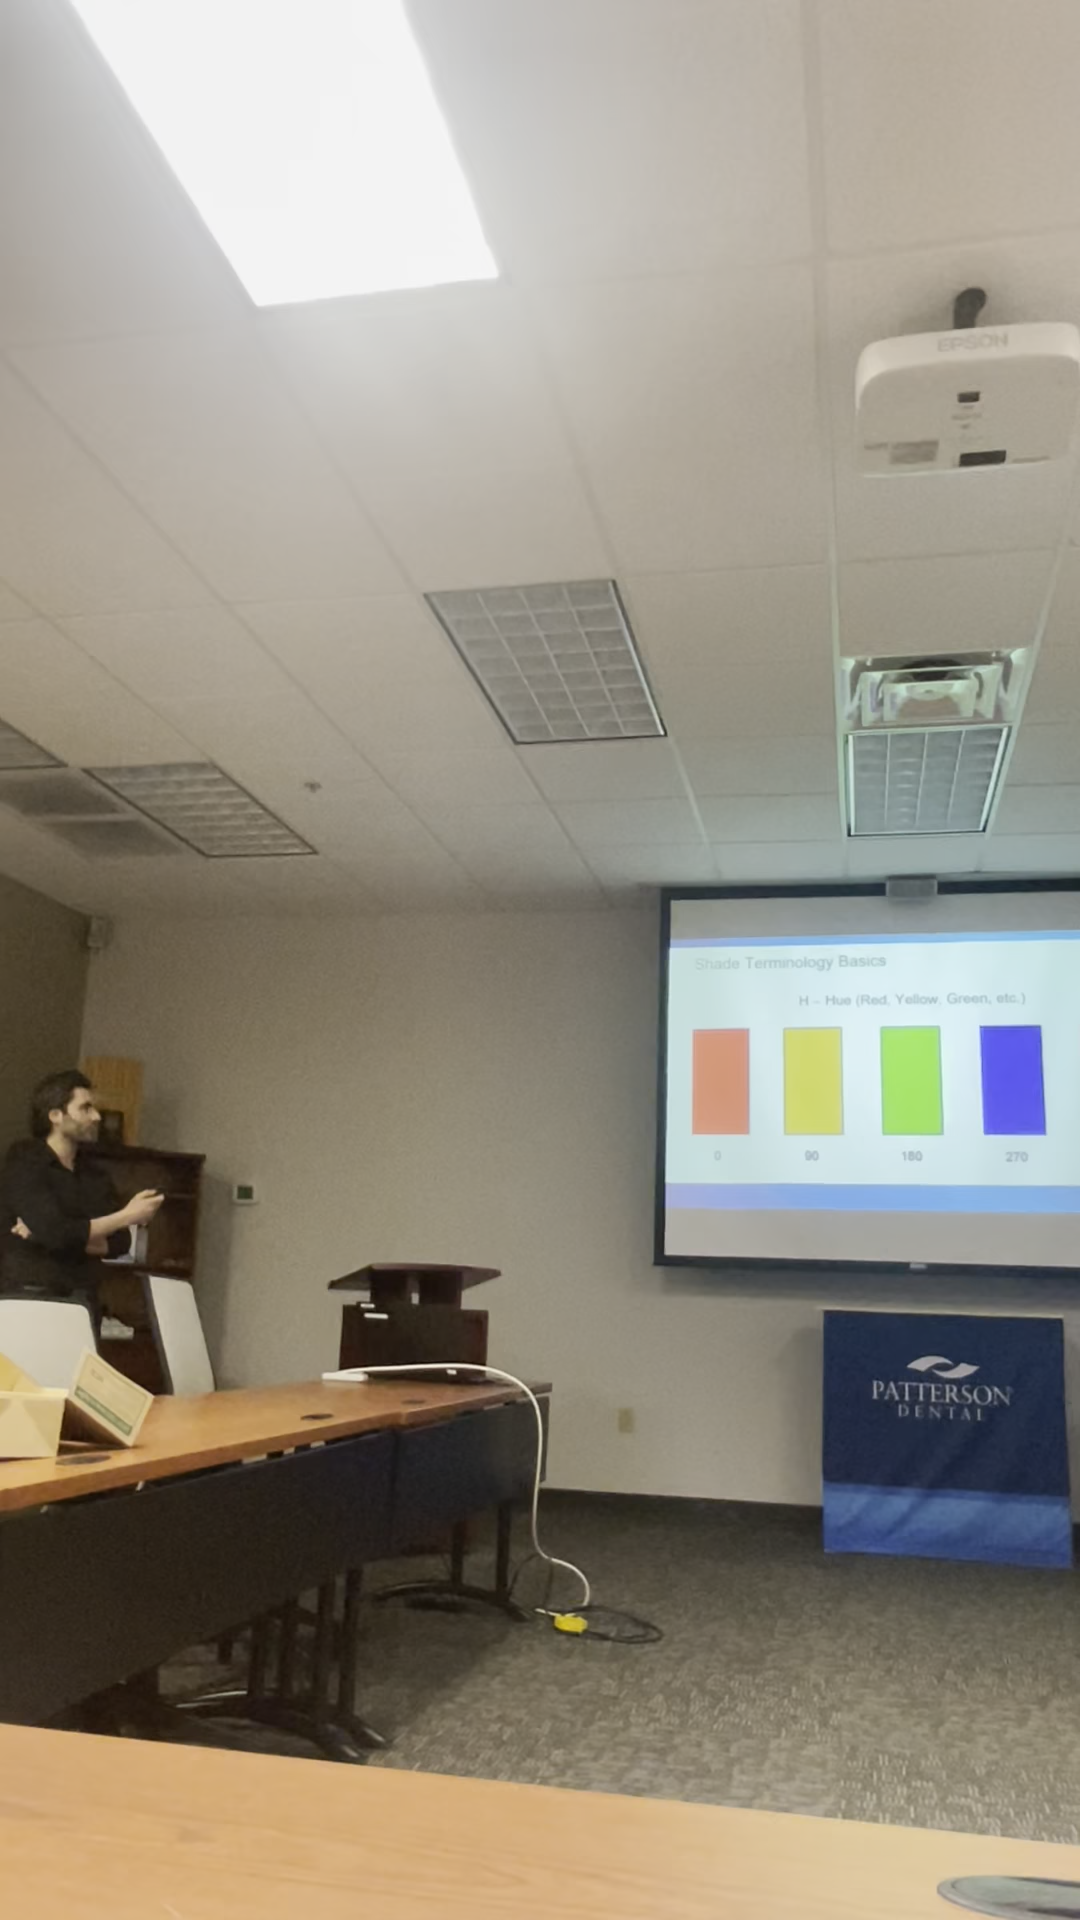 EPSON
Shade Terminology Basics
H – Hue (Red, Yellow, Green, etc.)
0 90 180 270
PATTERSON
DENTAL